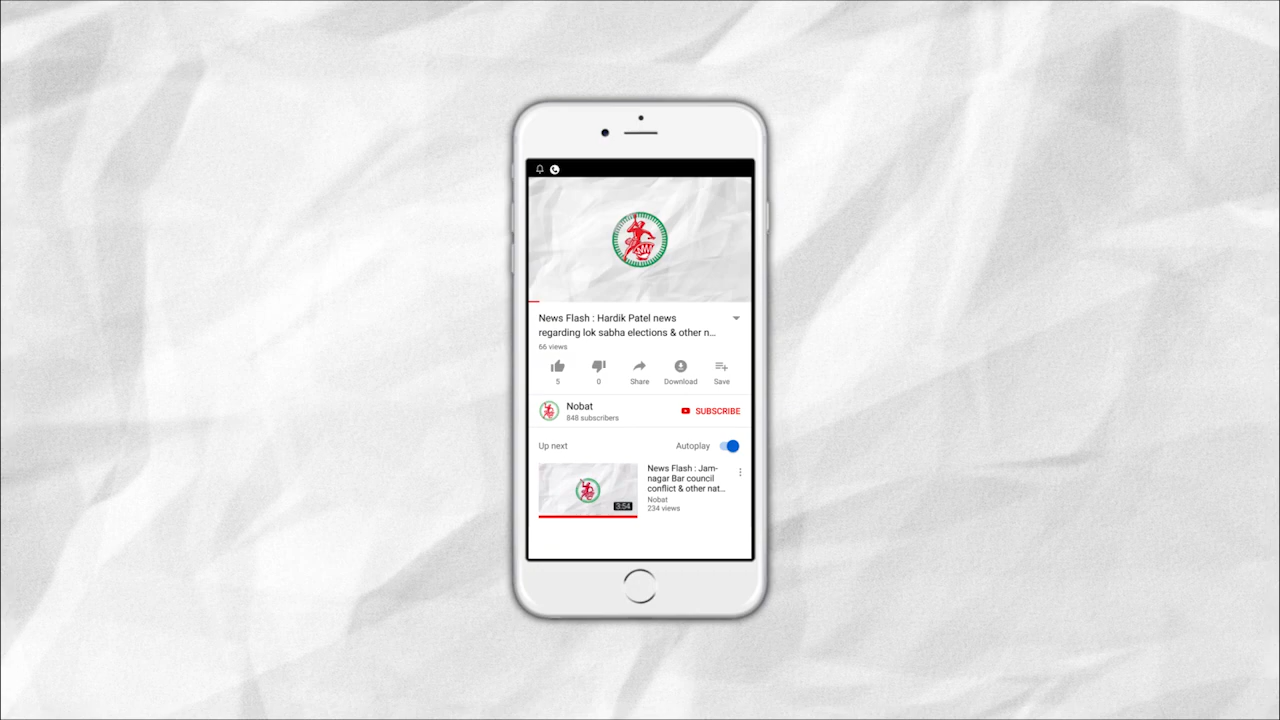 News Flash : Hardik Patel news
regarding lok sabha elections & other n...
66 views
5
0
Share
Download
Save
Nobat
848 subscribers
SUBSCRIBE
Up next
Autoplay
3:54
News Flash : Jam-
nagar Bar council
conflict & other nat...
Nobat
234 views